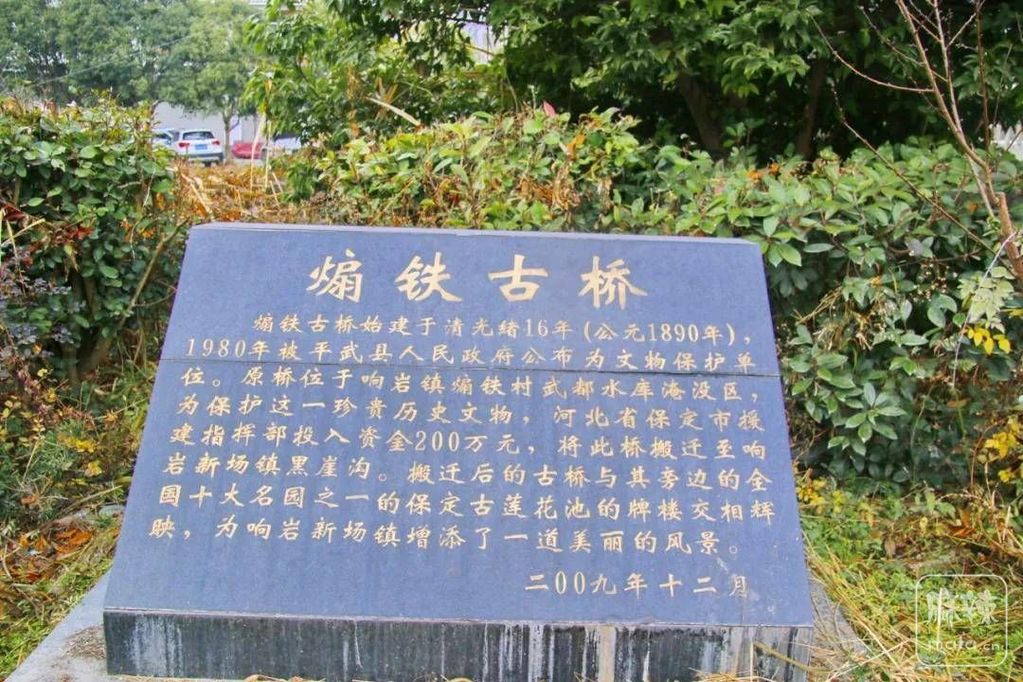 煽铁古桥
煽铁古桥始建于清光绪16年(公元1890年),
1980年被平武县人民政府公布为文物保护单
位。原桥位于响岩镇煽铁村武都水库淹没区,
为保护这一珍贵历史文物,河北省保定市援
建指挥部投入资金200万元,将此桥搬迁至响
岩新场镇黑崖沟。搬迁后的古桥与其旁边的全
國十大名园之一的保定古莲花池的牌楼交相辉
映,为响岩新场镇增添了一道美丽的风景。
二00九年十二月
麻辣
mala.cn